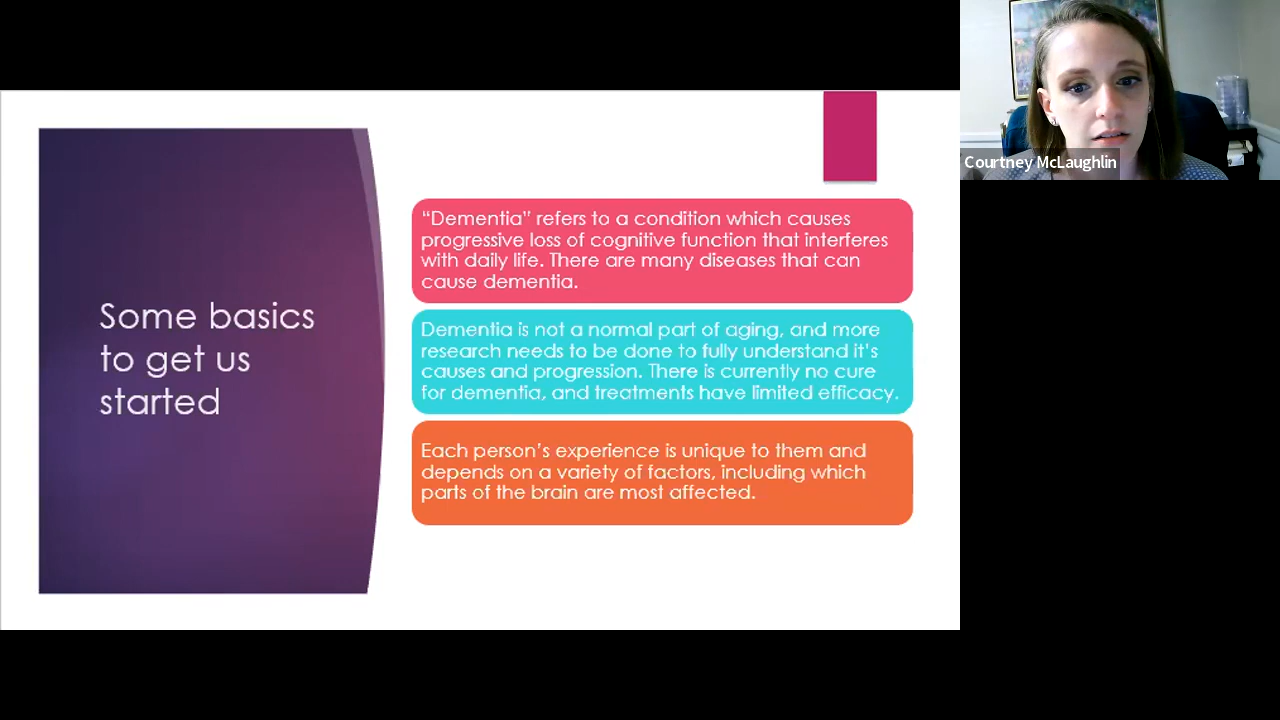 Some basics
to get us
started
“Dementia” refers to a condition which causes
progressive loss of cognitive function that interferes
with daily life. There are many diseases that can
cause dementia.
Dementia is not a normal part of aging, and more
research needs to be done to fully understand it’s
causes and progression. There is currently no cure
for dementia, and treatments have limited efficacy.
Each person’s experience is unique to them and
depends on a variety of factors, including which
parts of the brain are most affected.
Courtney McLaughlin